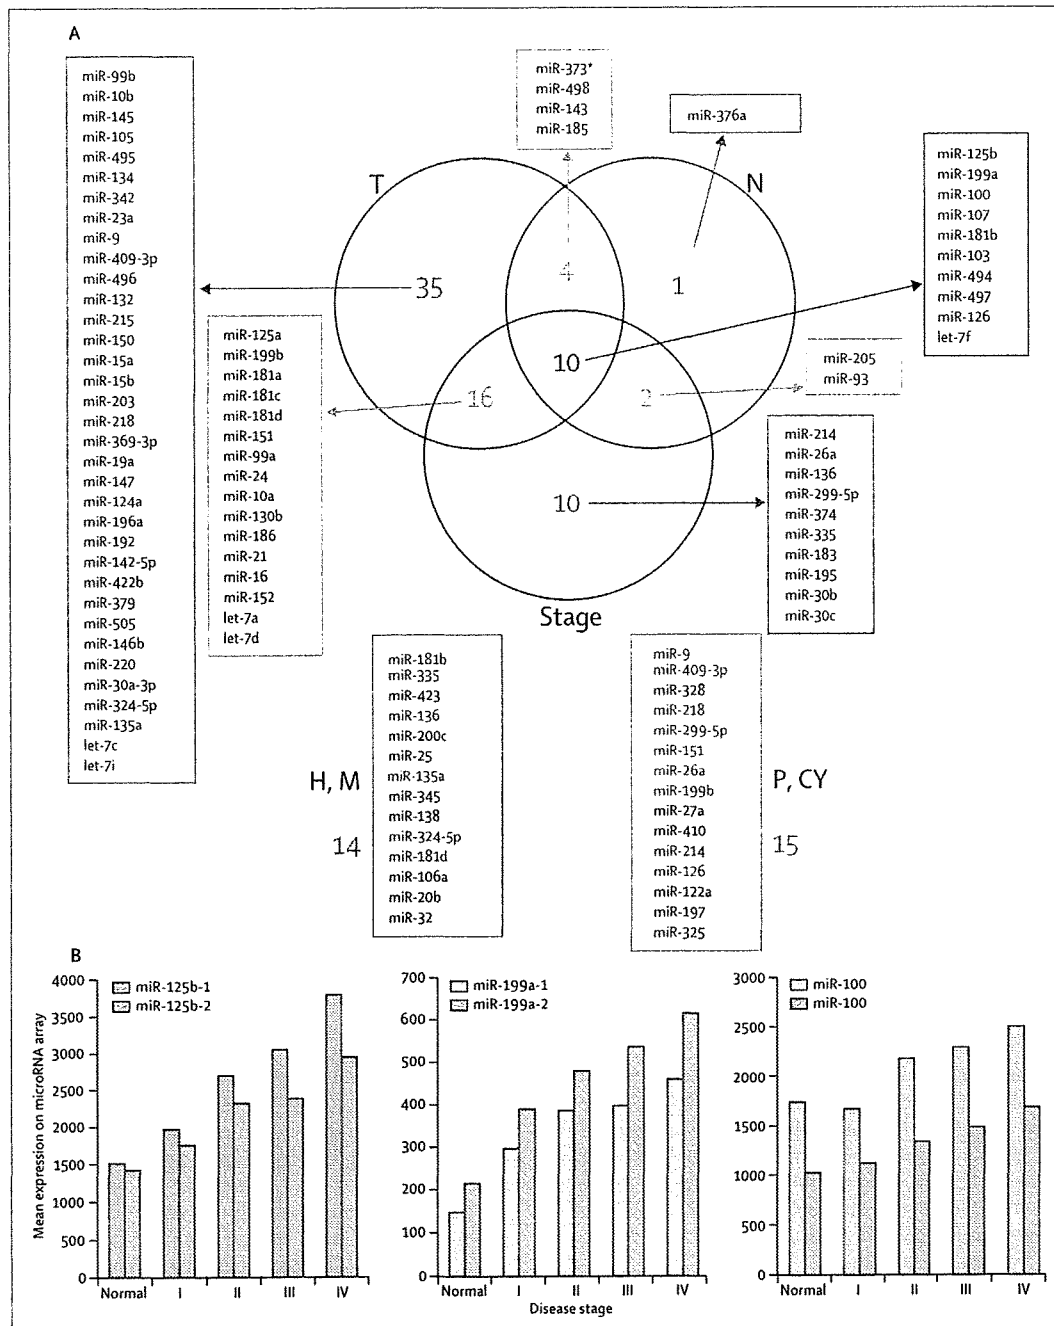 A
miR-99b
miR-10b
miR-145
miR-105
miR-495
miR-134
miR-342
miR-23a
miR-9
miR-409-3p
miR-496
miR-132
miR-215
miR-150
miR-15a
miR-15b
miR-203
miR-218
miR-369-3p
miR-19a
miR-147
miR-124a
miR-196a
miR-192
miR-142-5p
miR-422b
miR-379
miR-505
miR-146b
miR-220
miR-30a-3p
miR-324-5p
miR-135a
let-7c
let-7i
miR-125a
miR-199b
miR-181a
miR-181c
miR-181d
miR-151
miR-99a
miR-24
miR-10a
miR-130b
miR-186
miR-21
miR-16
miR-152
let-7a
let-7d
miR-373*
miR-498
miR-143
miR-185
miR-376a
T
N
35
4
1
10
16
2
10
Stage
miR-125b
miR-199a
miR-100
miR-107
miR-181b
miR-103
miR-494
miR-497
miR-126
let-7f
miR-205
miR-93
miR-214
miR-26a
miR-136
miR-299-5p
miR-374
miR-335
miR-183
miR-195
miR-30b
miR-30c
H, M
14
miR-181b
miR-335
miR-423
miR-136
miR-200c
miR-25
miR-135a
miR-345
miR-138
miR-324-5p
miR-181d
miR-106a
miR-20b
miR-32
miR-9
miR-409-3p
miR-328
miR-218
miR-299-5p
miR-151
miR-26a
miR-199b
miR-27a
miR-410
miR-214
miR-126
miR-122a
miR-197
miR-325
P, CY
15
B
Mean expression on microRNA array
4000
3500
3000
2500
2000
1500
1000
500
0
miR-125b-1
miR-125b-2
Normal I II III IV
700
600
500
400
300
200
100
0
miR-199a-1
miR-199a-2
Normal I II III IV
Disease stage
3000
2500
2000
1500
1000
500
0
miR-100
miR-100
Normal I II III IV